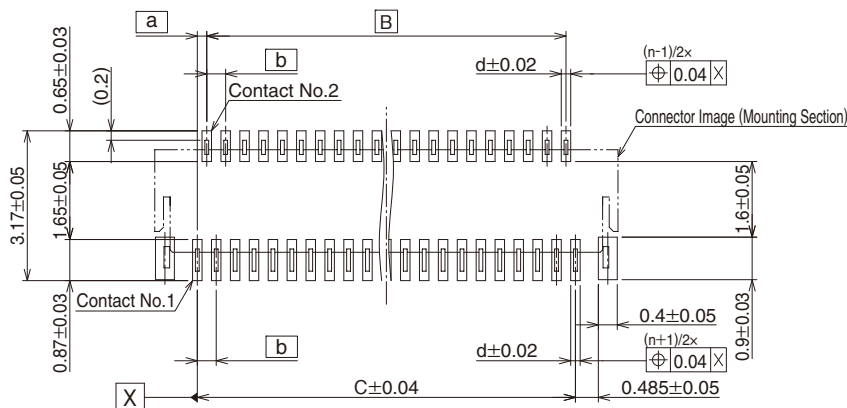 a
B
b
d±0.02
(n-1)/2×
⌖ 0.04 X
0.65±0.03
(0.2)
Contact No.2
Connector Image (Mounting Section)
3.17±0.05
1.65±0.05
1.6±0.05
0.87±0.03
Contact No.1
0.4±0.05
0.9±0.03
b
d±0.02
(n+1)/2×
⌖ 0.04 X
X
C±0.04
0.485±0.05